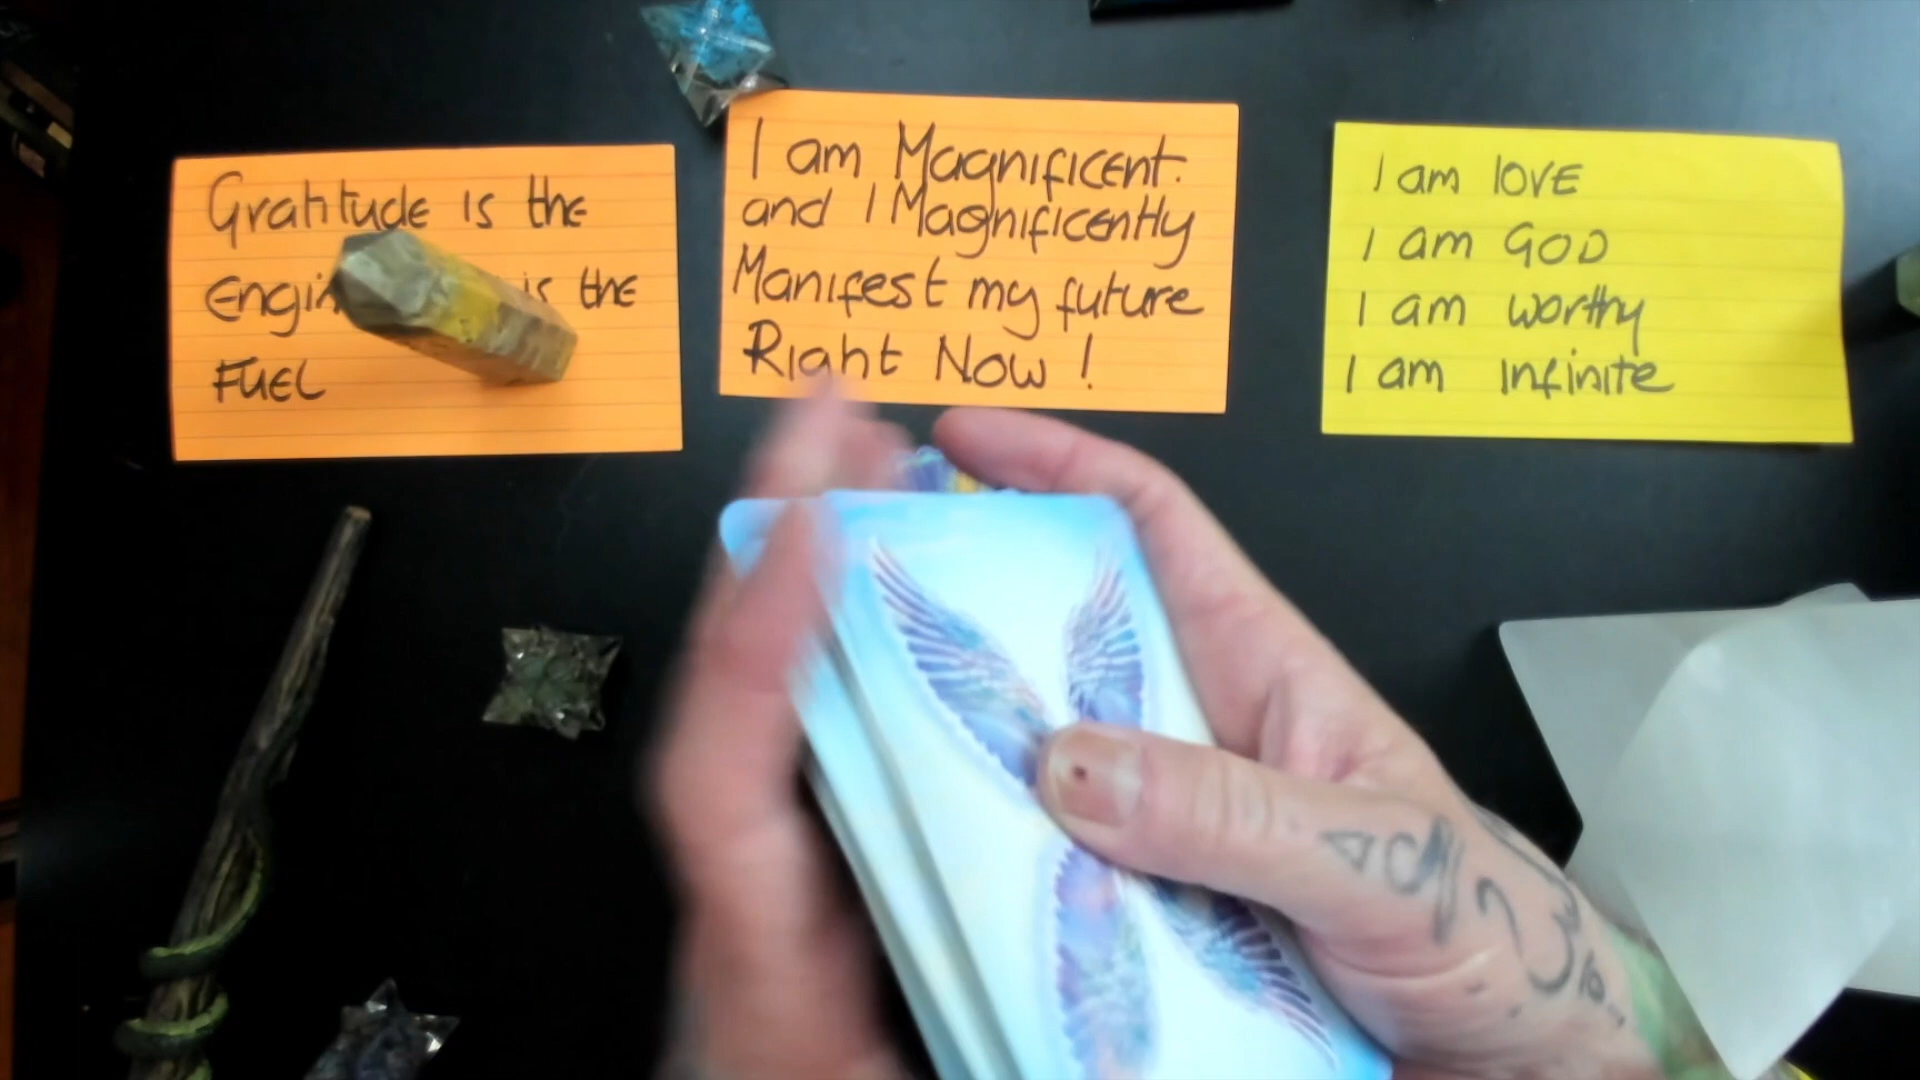 Gratitude is the
is the
FUEL
I am Magnificent.
and I Magnificently
Manifest my future
Right Now!
I am lOVE
I am GOD
I am worthy
I am Infinite